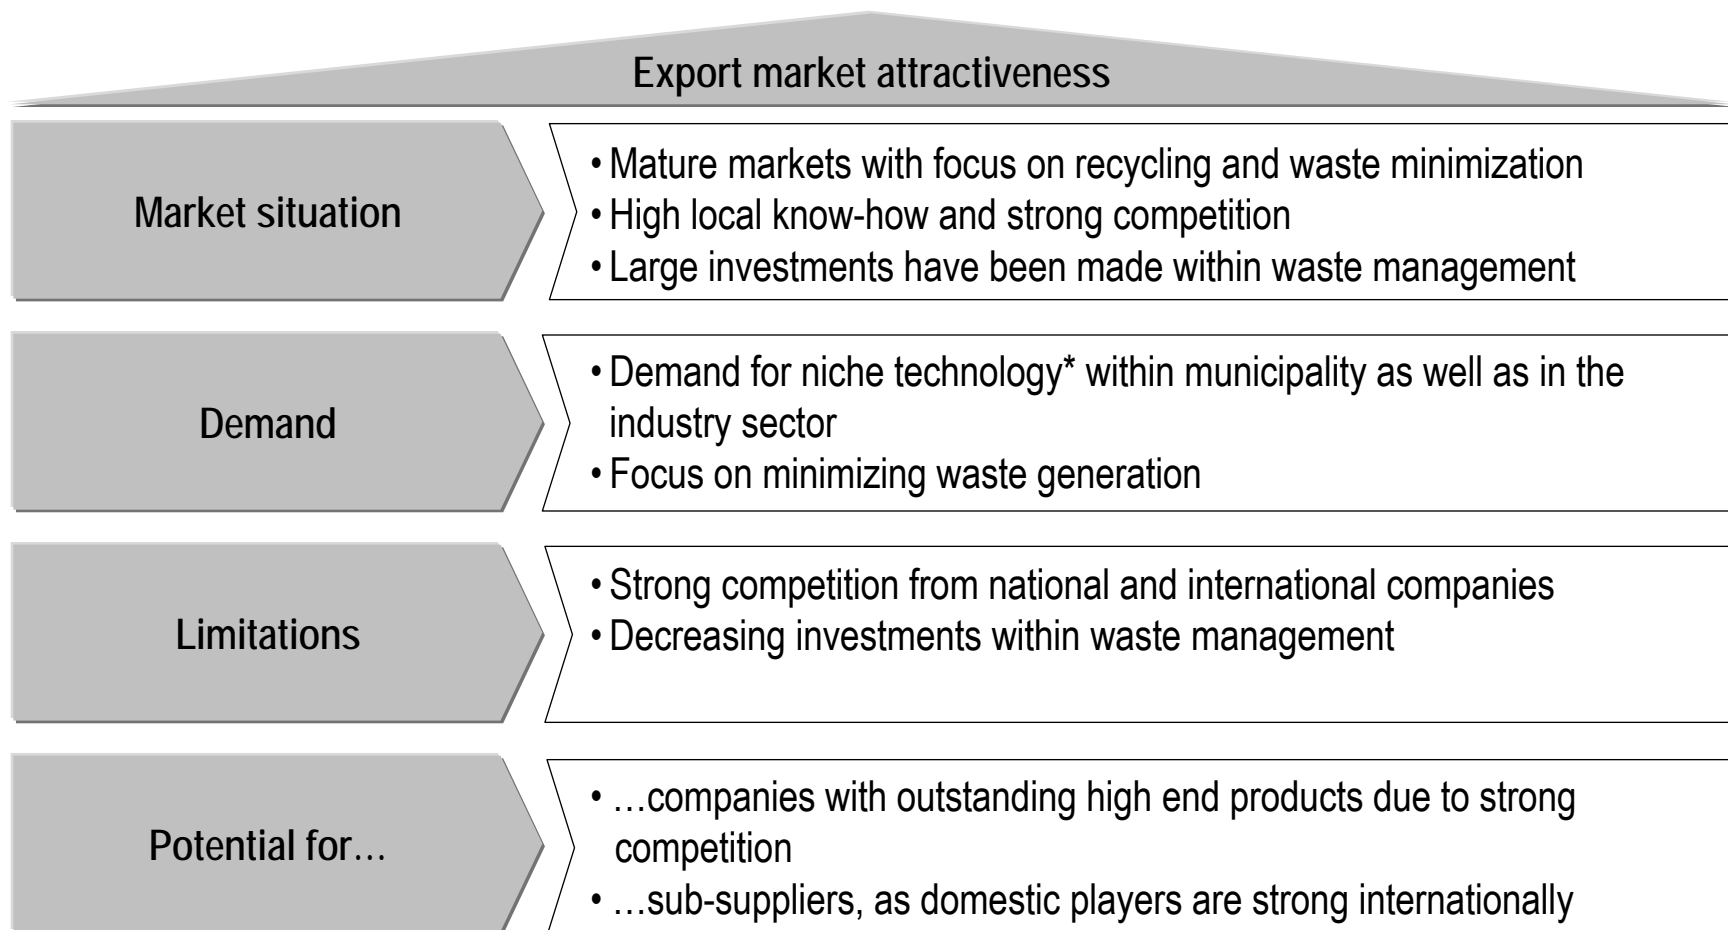 Export market attractiveness
Market situation
• Mature markets with focus on recycling and waste minimization
• High local know-how and strong competition
• Large investments have been made within waste management
Demand
• Demand for niche technology* within municipality as well as in the
industry sector
• Focus on minimizing waste generation
Limitations
• Strong competition from national and international companies
• Decreasing investments within waste management
Potential for…
• …companies with outstanding high end products due to strong
competition
• …sub-suppliers, as domestic players are strong internationally